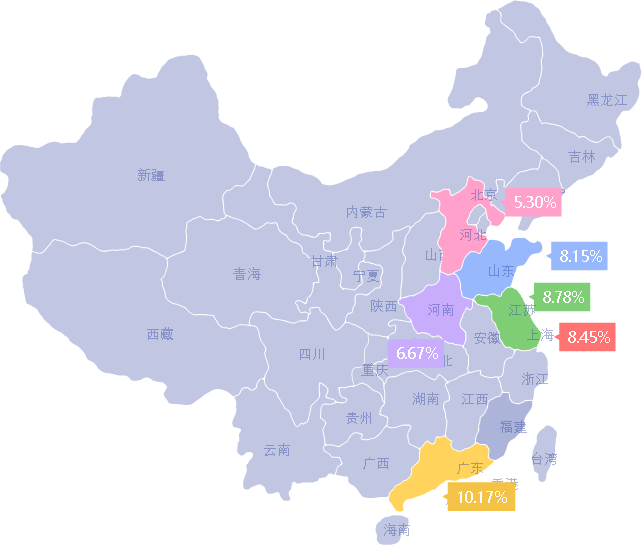 黑龙江
吉林
新疆
北京
5.30%
内蒙古
河北
山西
8.15%
甘肃
青海
宁夏
山东
8.78%
陕西
河南
江苏
西藏
安徽
上海
8.45%
四川
6.67%
北
重庆
浙江
湖南
江西
贵州
福建
云南
广西
广东
台湾
香港
10.17%
海南